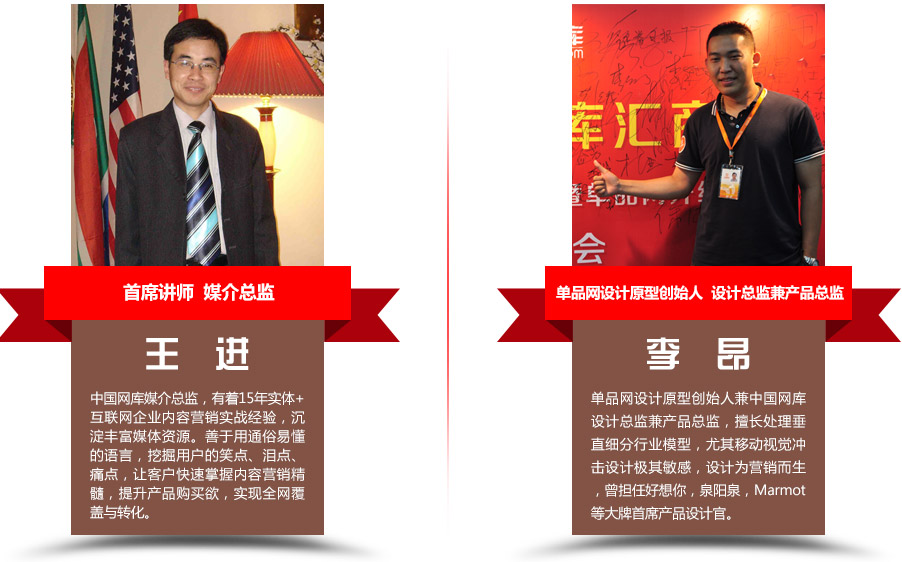 首席讲师 媒介总监
王 进
中国网库媒介总监，有着15年实体+
互联网企业内容营销实战经验，沉
淀丰富媒体资源。善于用通俗易懂
的语言，挖掘用户的笑点、泪点、
痛点，让客户快速掌握内容营销精
髓，提升产品购买欲，实现全网覆
盖与转化。
库汇商
会
单品网设计原型创始人 设计总监兼产品总监
李 昂
单品网设计原型创始人兼中国网库
设计总监兼产品总监，擅长处理垂
直细分行业模型，尤其移动视觉冲
击设计极其敏感，设计为营销而生
，曾担任好想你，泉阳泉，Marmot
等大牌首席产品设计官。